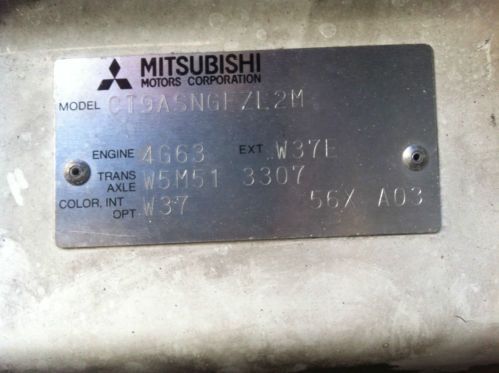 MITSUBISHI
MOTORS CORPORATION
MODEL CT9ASNGFZL2M
ENGINE 4G63 EXT W37E
TRANS AXLE W5M51 3307
COLOR, INT OPT W37 56X A03